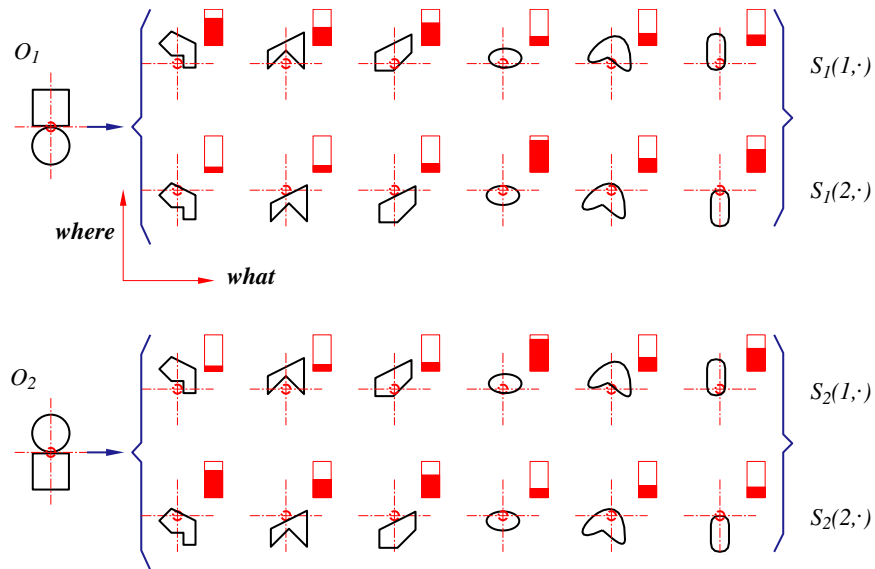 O₁
S₁(1,·)
S₁(2,·)
where
what
O₂
S₂(1,·)
S₂(2,·)